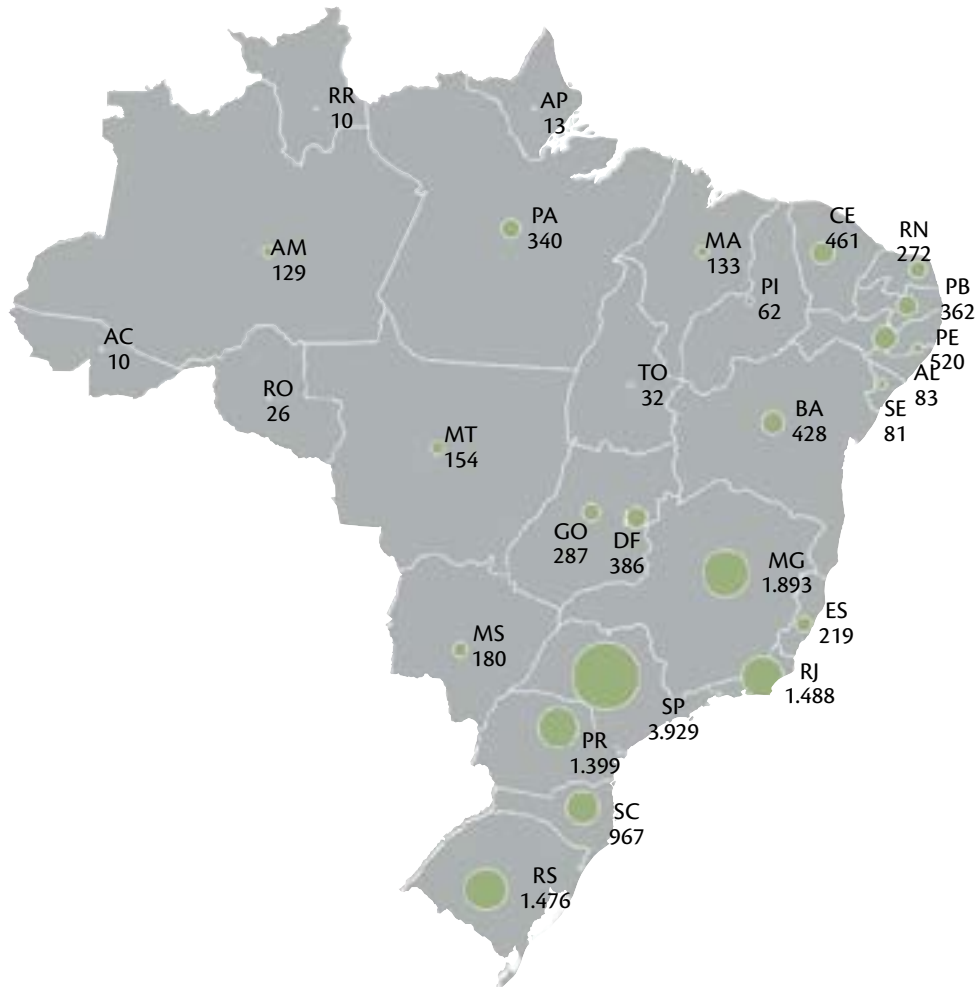 RR
10
AP
13
PA
340
AM
129
MA
133
CE
461
RN
272
PI
62
PB
362
AC
10
PE
520
RO
26
TO
32
AL
83
SE
81
BA
428
MT
154
GO
287
DF
386
MG
1.893
ES
219
MS
180
RJ
1.488
SP
3.929
PR
1.399
SC
967
RS
1.476